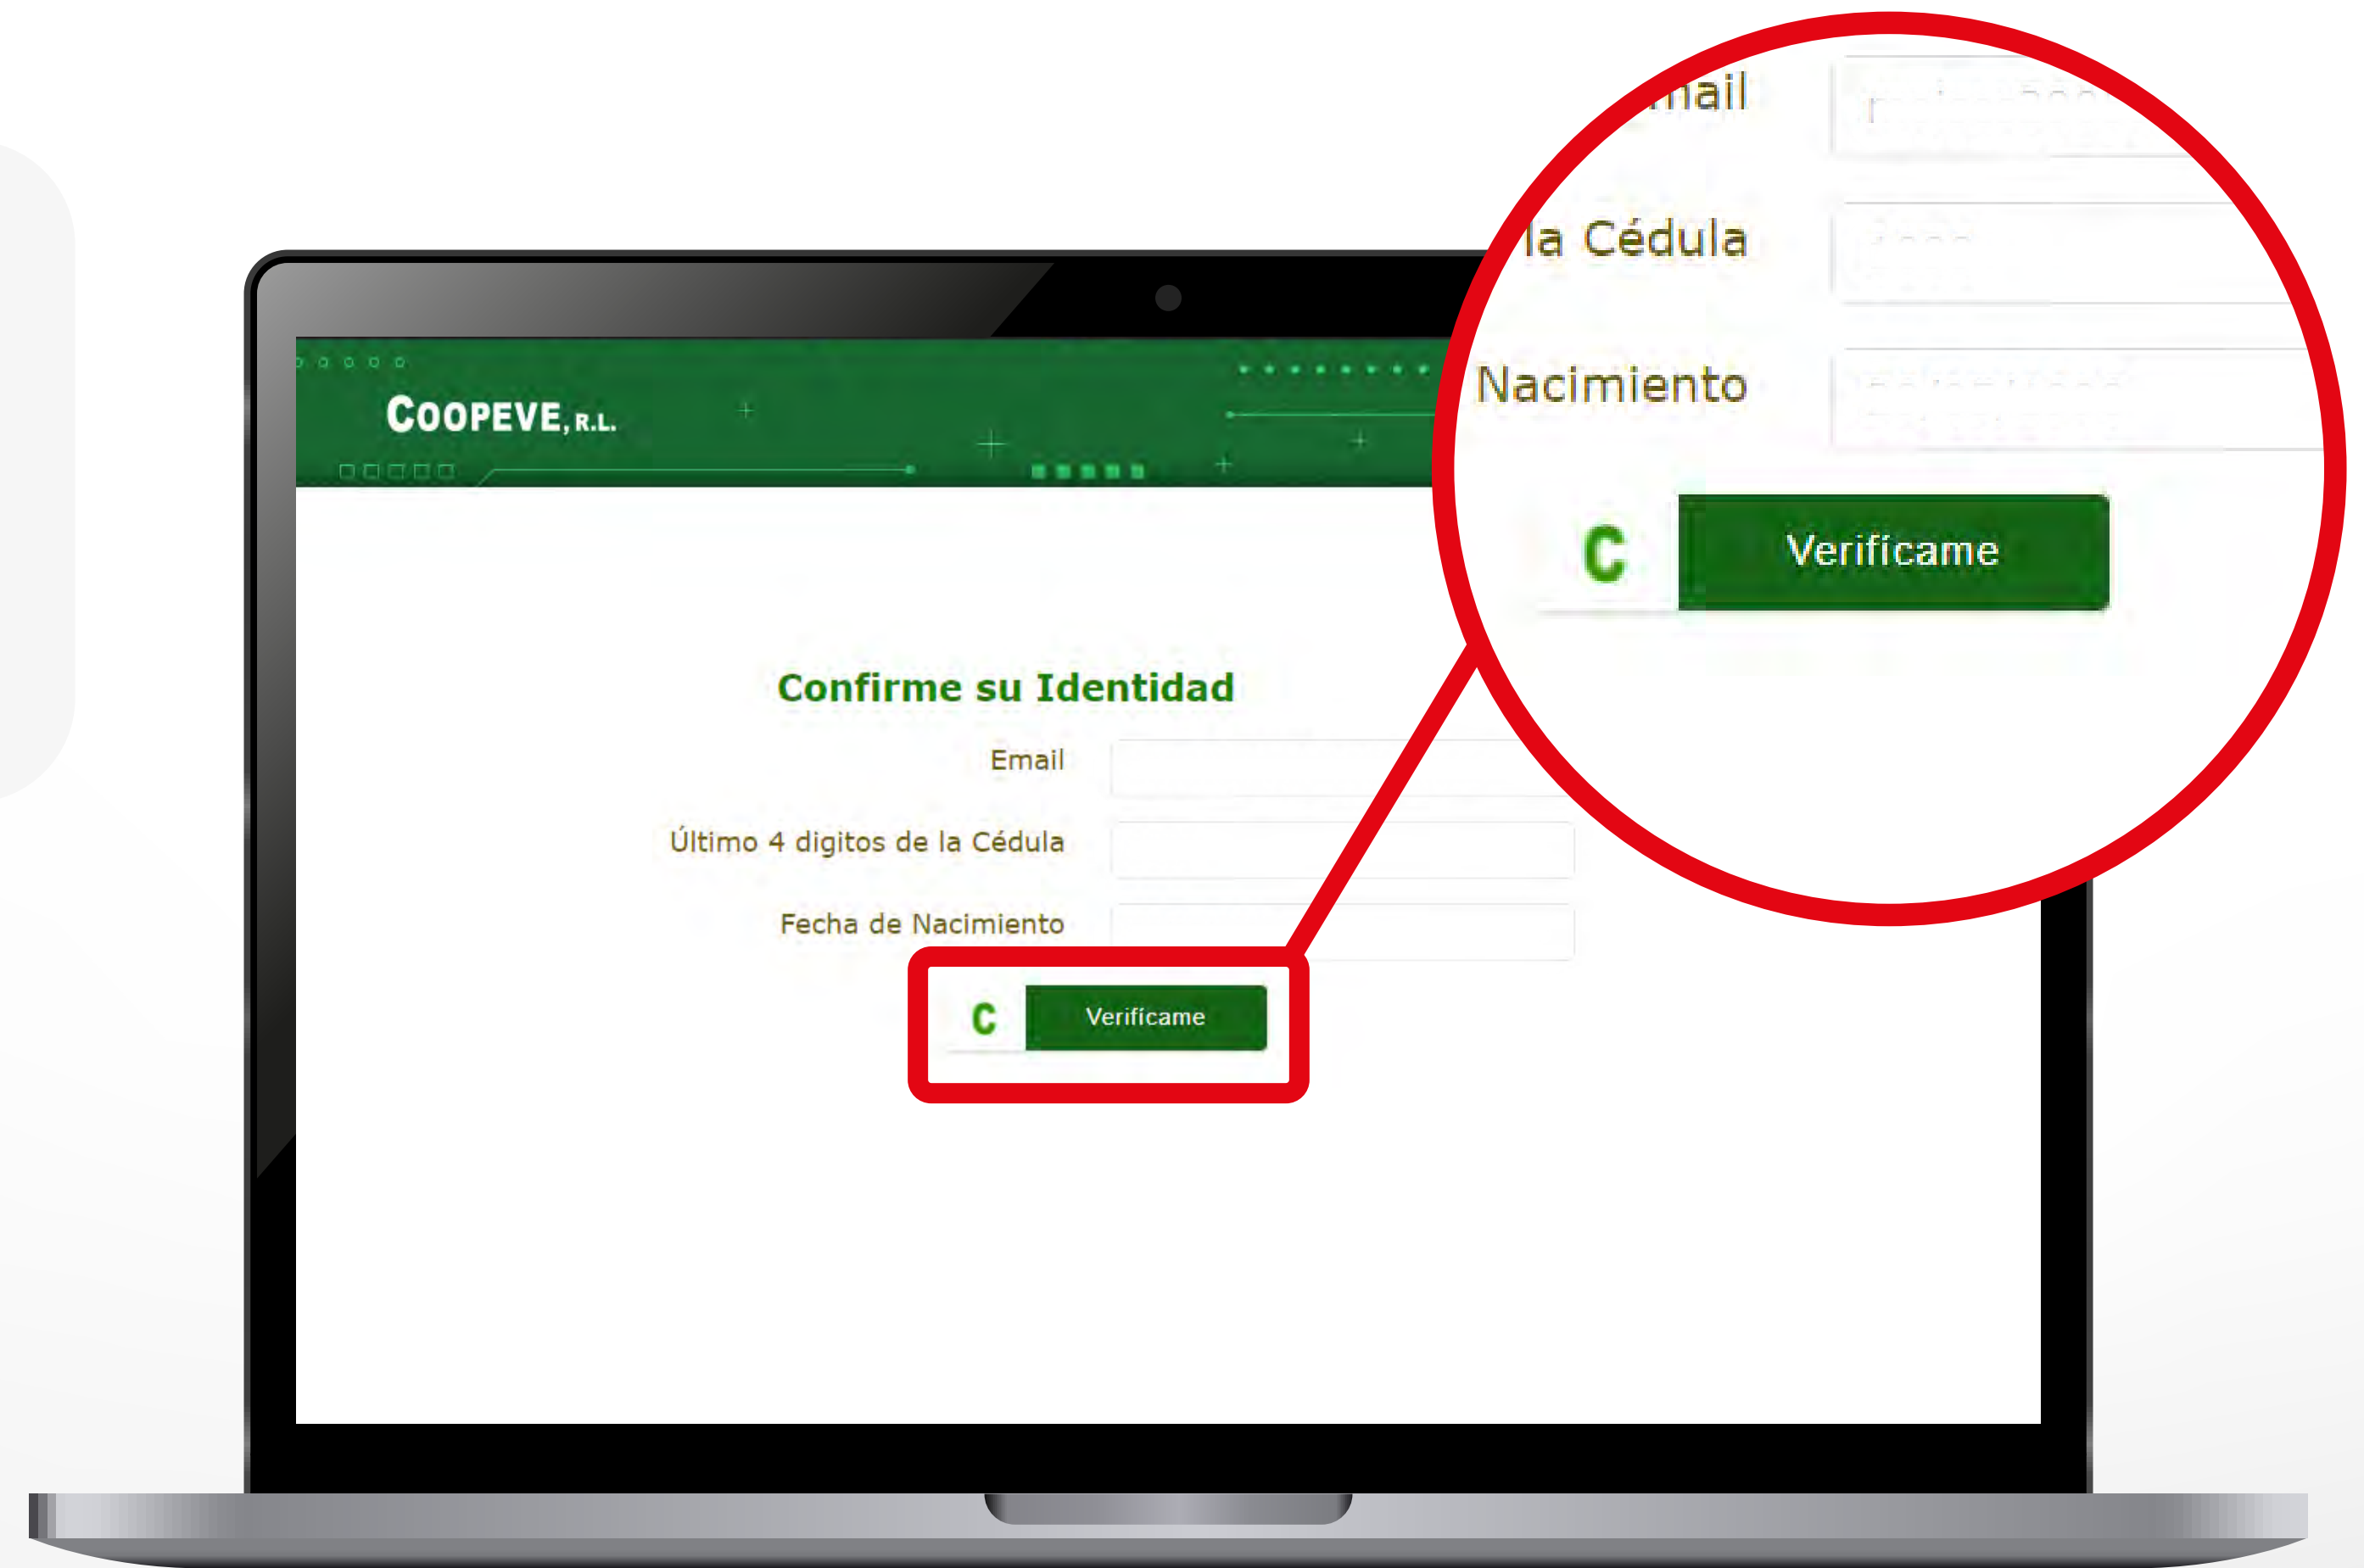 COOPEVE, R.L.
Confirme su Identidad
Email
Último 4 digitos de la Cédula
Fecha de Nacimiento
C Verifícame
mail
la Cédula
Nacimiento
C Verifícame